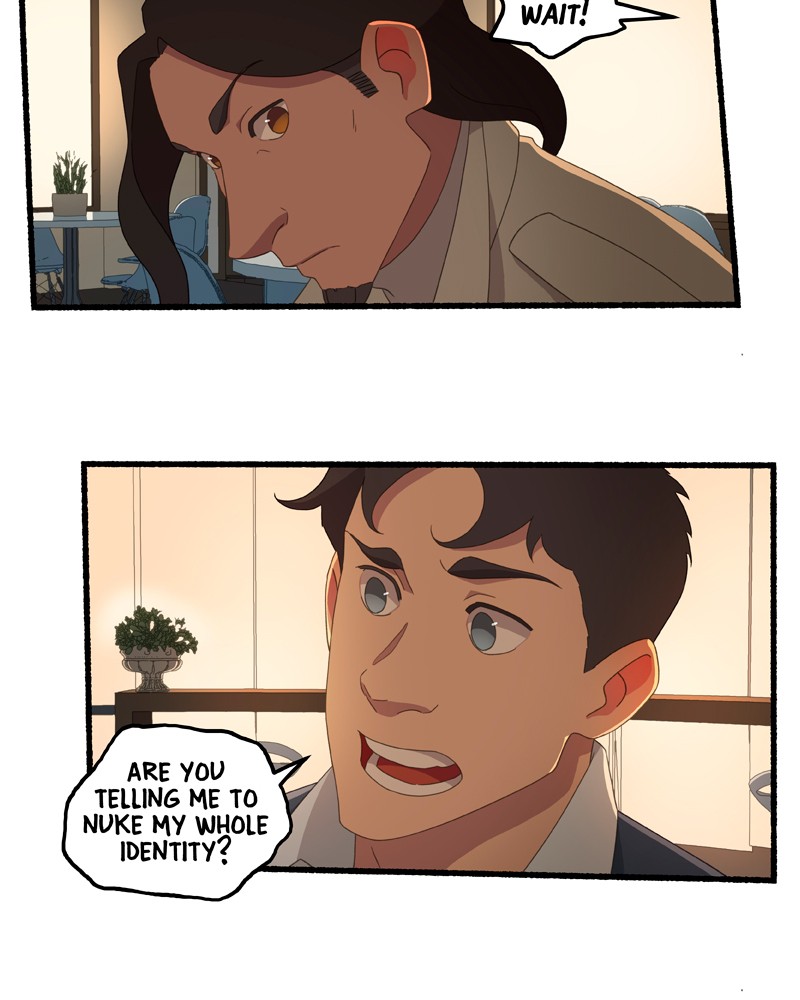 WAIT!
ARE YOU
TELLING ME TO
NUKE MY WHOLE
IDENTITY?